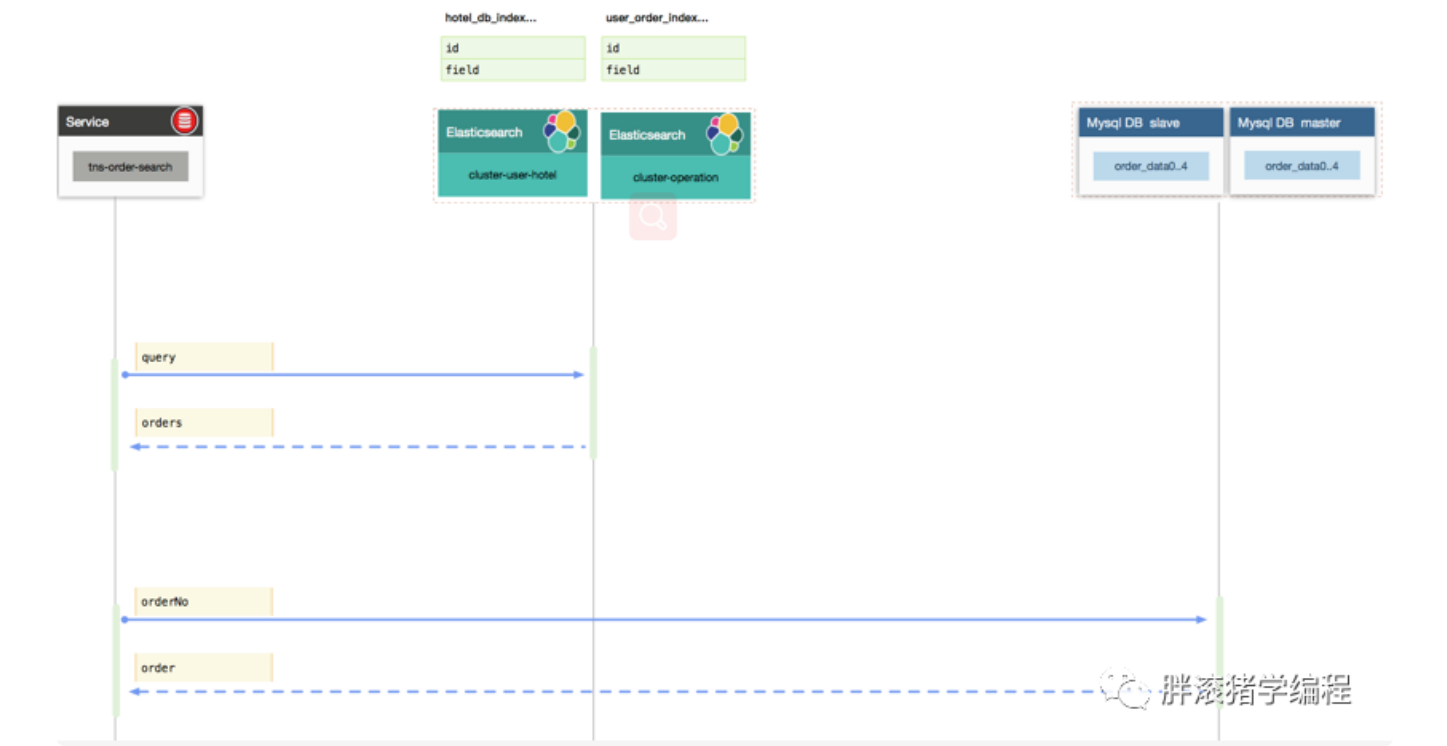 hotel_db_index...
user_order_index...
id
id
field
field
Service
tns-order-search
Elasticsearch
cluster-user-hotel
Elasticsearch
cluster-operation
Mysql DB slave
order_data0..4
Mysql DB master
order_data0..4
query
orders
orderNo
order
胖滚猪学编程